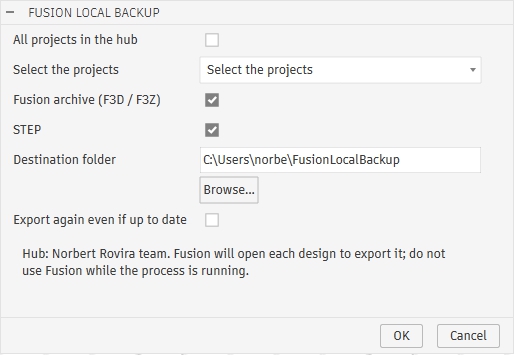 FUSION LOCAL BACKUP
All projects in the hub
Select the projects Select the projects
Fusion archive (F3D / F3Z)
STEP
Destination folder C:\Users\norbe\FusionLocalBackup
Browse...
Export again even if up to date
Hub: Norbert Rovira team. Fusion will open each design to export it; do not
use Fusion while the process is running.
OK Cancel